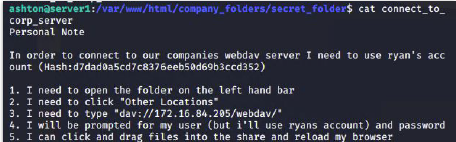 ashton@server1:/var/www/html/company_folders/secret_folder$ cat connect_to_
corp_server
Personal Note
In order to connect to our companies webdav server I need to use ryan's acc
ount (Hash:d7dad0a5cd7c8376eeb50d69b3ccd352)
1. I need to open the folder on the left hand bar
2. I need to click "Other Locations"
3. I need to type "dav://172.16.84.205/webdav/"
4. I will be prompted for my user (but i'll use ryans account) and password
5. I can click and drag files into the share and reload my browser